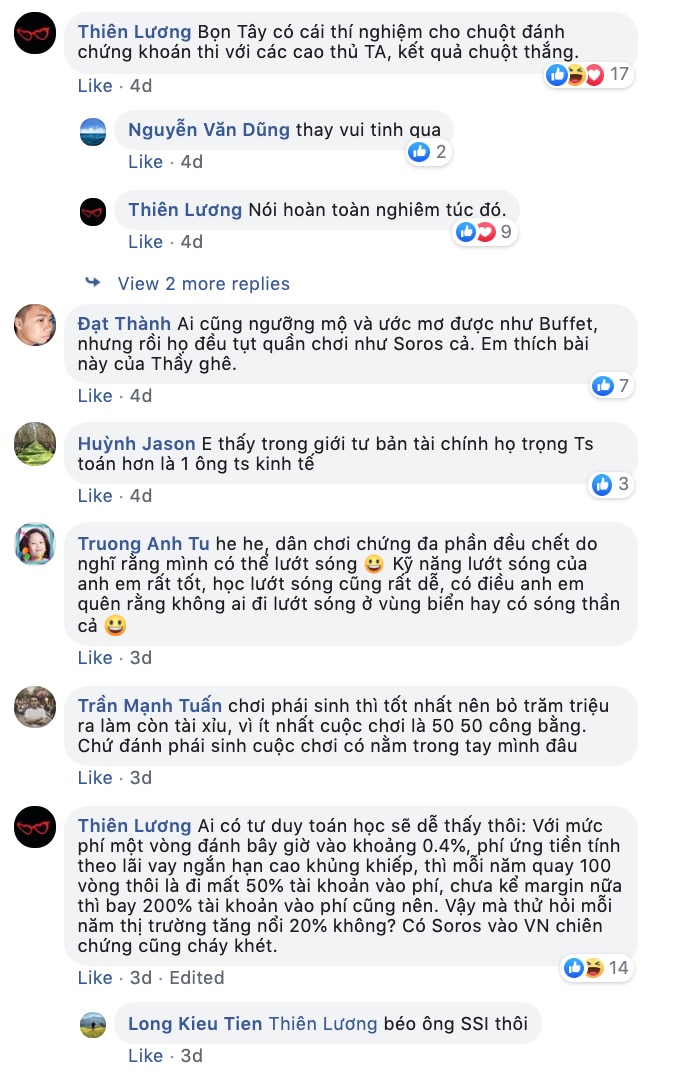 Thiên Lương Bọn Tây có cái thí nghiệm cho chuột đánh
chứng khoán thi với các cao thủ TA, kết quả chuột thắng.
17
Like · 4d
Nguyễn Văn Dũng thay vui tinh qua
2
Like · 4d
Thiên Lương Nói hoàn toàn nghiêm túc đó.
9
Like · 4d
View 2 more replies
Đạt Thành Ai cũng ngưỡng mộ và ước mơ được như Buffet,
nhưng rồi họ đều tụt quần chơi như Soros cả. Em thích bài
này của Thầy ghê.
7
Like · 4d
Huỳnh Jason E thấy trong giới tư bản tài chính họ trọng Ts
toán hơn là 1 ông ts kinh tế
3
Like · 4d
Truong Anh Tu he he, dân chơi chứng đa phần đều chết do
nghĩ rằng mình có thể lướt sóng 😀 Kỹ năng lướt sóng của
anh em rất tốt, học lướt sóng cũng rất dễ, có điều anh em
quên rằng không ai đi lướt sóng ở vùng biển hay có sóng thần
cả 😀
Like · 3d
Trần Mạnh Tuấn chơi phái sinh thì tốt nhất nên bỏ trăm triệu
ra làm còn tài xỉu, vì ít nhất cuộc chơi là 50 50 công bằng.
Chứ đánh phái sinh cuộc chơi có nằm trong tay mình đâu
Like · 3d
Thiên Lương Ai có tư duy toán học sẽ dễ thấy thôi: Với mức
phí một vòng đánh bây giờ vào khoảng 0.4%, phí ứng tiền tính
theo lãi vay ngắn hạn cao khủng khiếp, thì mỗi năm quay 100
vòng thôi là đi mất 50% tài khoản vào phí, chưa kể margin nữa
thì bay 200% tài khoản vào phí cũng nên. Vậy mà thử hỏi mỗi
năm thị trường tăng nổi 20% không? Có Soros vào VN chiên
chứng cũng cháy khét.
14
Like · 3d · Edited
Long Kieu Tien Thiên Lương béo ông SSI thôi
Like · 3d